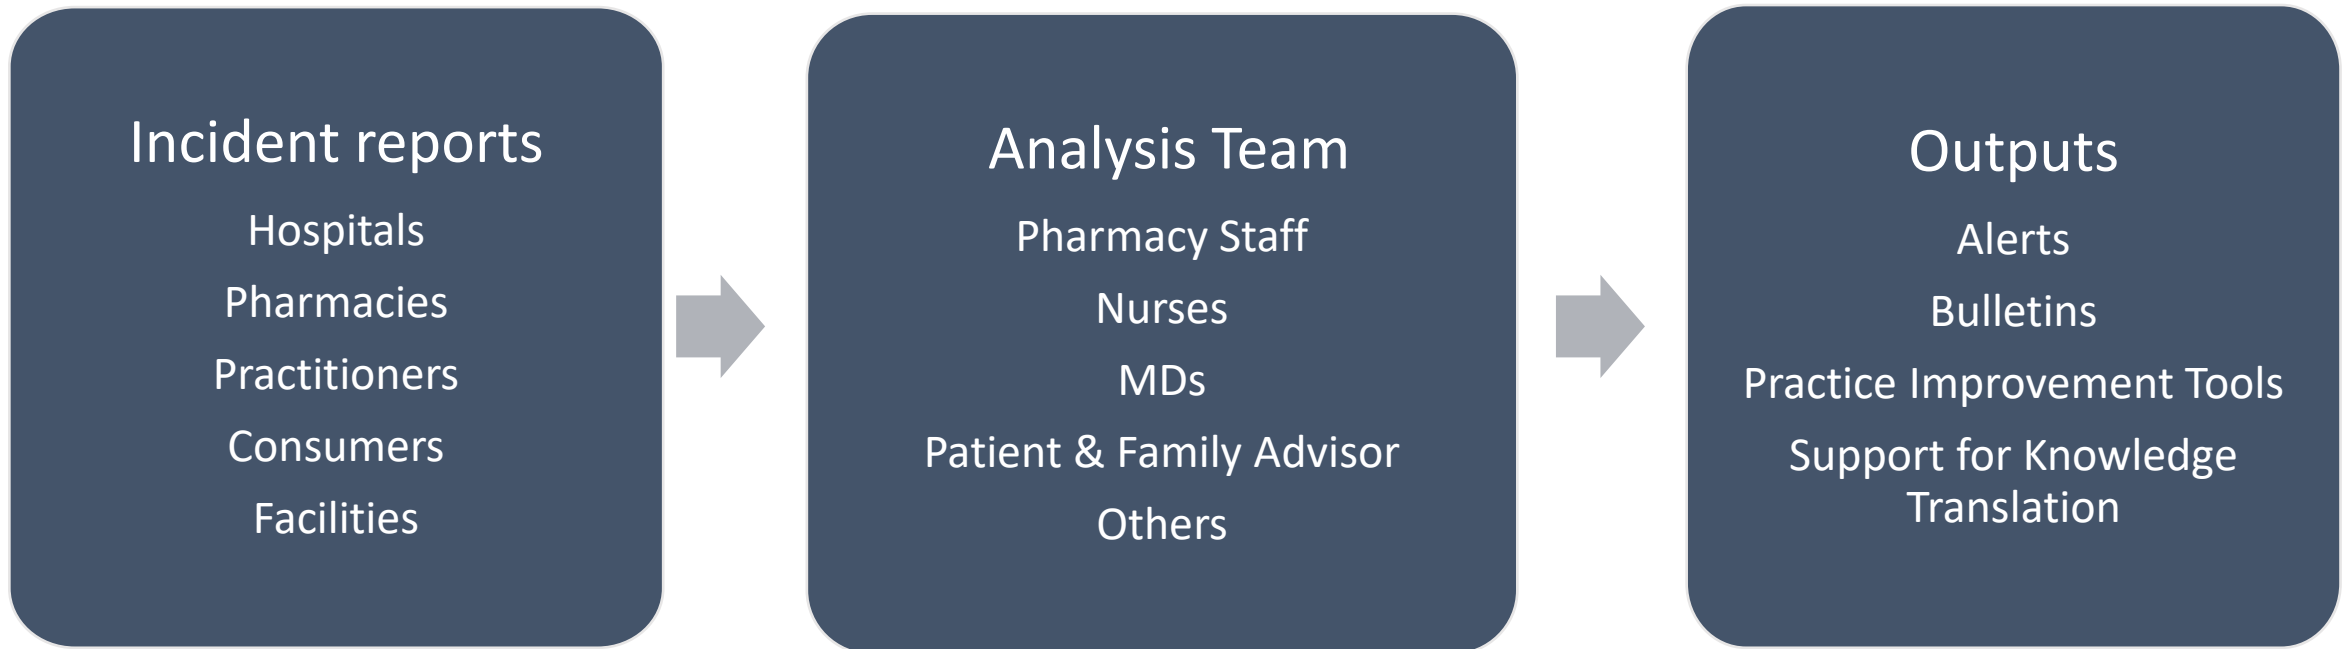 Incident reports
Hospitals
Pharmacies
Practitioners
Consumers
Facilities
Analysis Team
Pharmacy Staff
Nurses
MDs
Patient & Family Advisor
Others
Outputs
Alerts
Bulletins
Practice Improvement Tools
Support for Knowledge
Translation